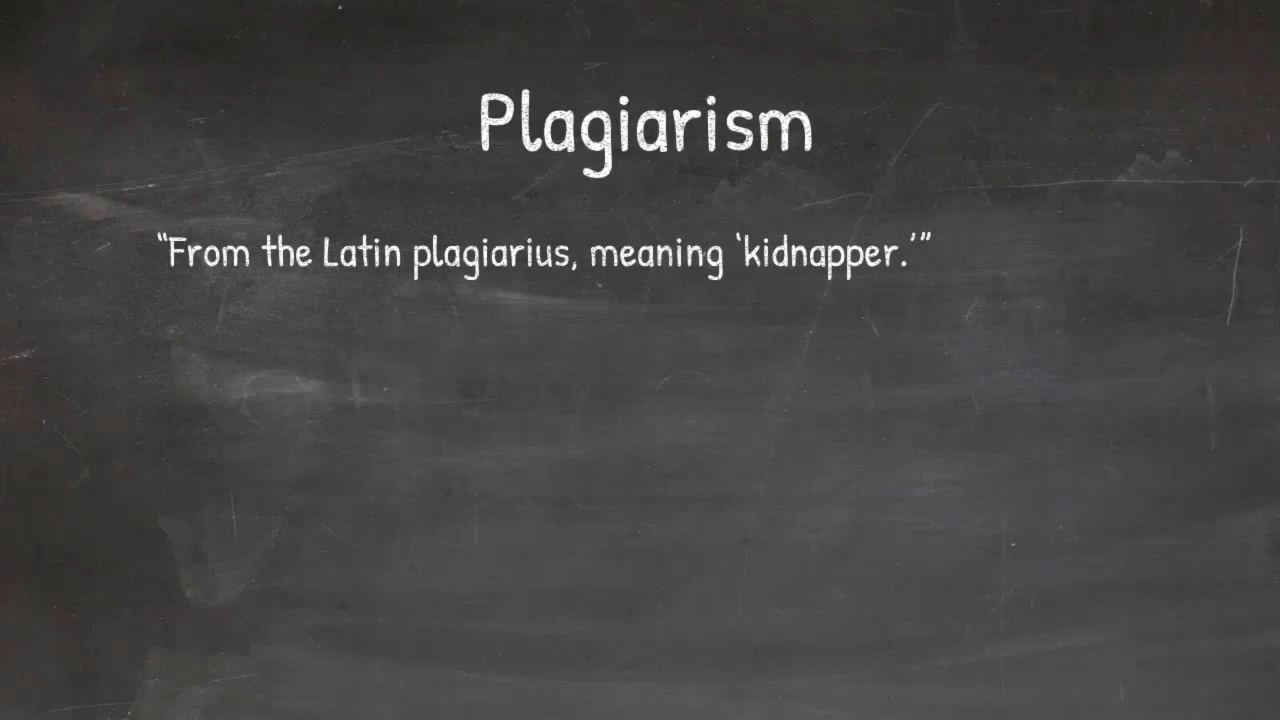 Plagiarism
“From the Latin plagiarius, meaning ‘kidnapper.’”